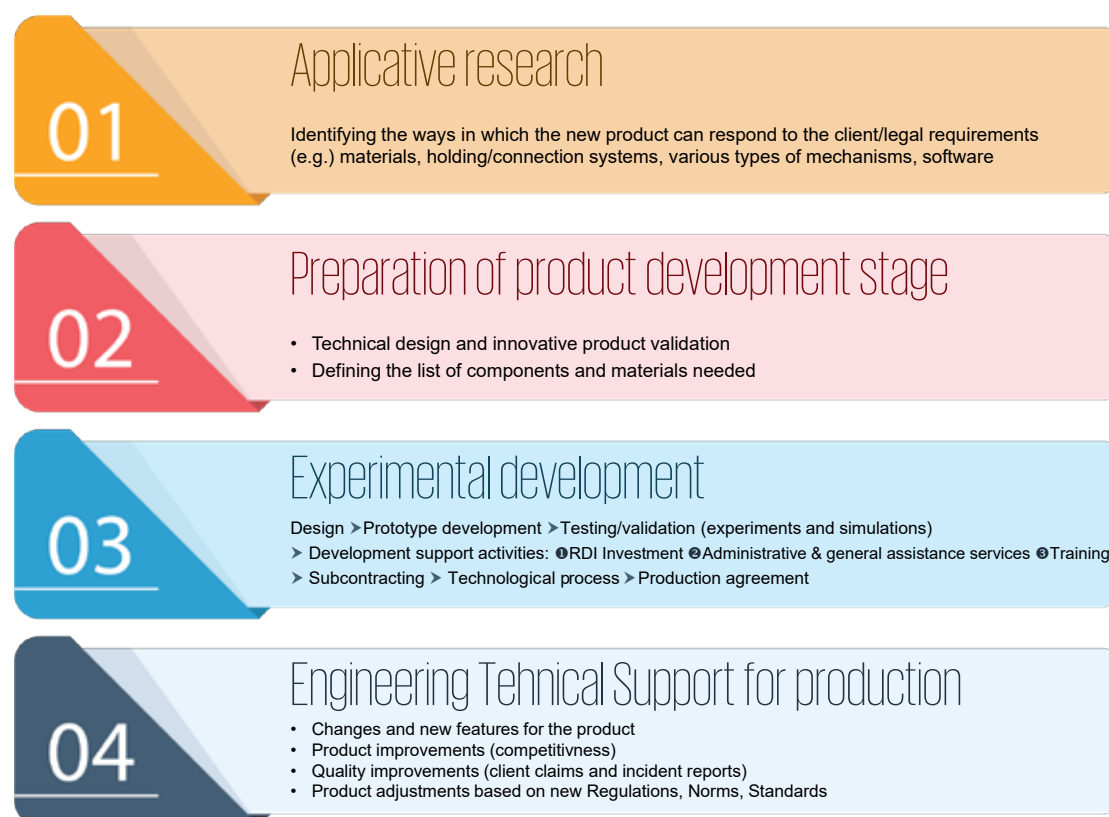 01
Applicative research
Identifying the ways in which the new product can respond to the client/legal requirements
(e.g.) materials, holding/connection systems, various types of mechanisms, software
02
Preparation of product development stage
• Technical design and innovative product validation
• Defining the list of components and materials needed
03
Experimental development
Design ➤Prototype development ➤Testing/validation (experiments and simulations)
➤ Development support activities: ❶RDI Investment ❷Administrative & general assistance services ❸Training
➤ Subcontracting ➤ Technological process ➤Production agreement
04
Engineering Tehnical Support for production
• Changes and new features for the product
• Product improvements (competitivness)
• Quality improvements (client claims and incident reports)
• Product adjustments based on new Regulations, Norms, Standards